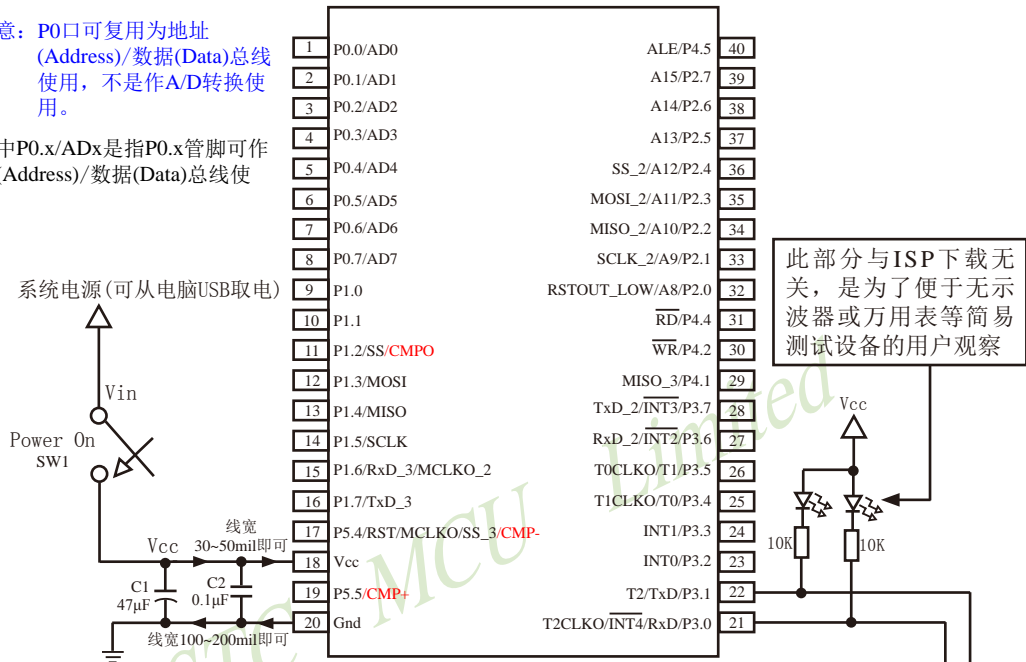 意：P0口可复用为地址
(Address)/数据(Data)总线
使用，不是作A/D转换使
用。
中P0.x/ADx是指P0.x管脚可作
(Address)/数据(Data)总线使
系统电源(可从电脑USB取电)
Vin
Power On
SW1
Vcc
线宽
30~50mil即可
C1
47μF
C2
0.1μF
线宽100~200mil即可
1 P0.0/AD0
2 P0.1/AD1
3 P0.2/AD2
4 P0.3/AD3
5 P0.4/AD4
6 P0.5/AD5
7 P0.6/AD6
8 P0.7/AD7
9 P1.0
10 P1.1
11 P1.2/SS/CMPO
12 P1.3/MOSI
13 P1.4/MISO
14 P1.5/SCLK
15 P1.6/RxD_3/MCLKO_2
16 P1.7/TxD_3
17 P5.4/RST/MCLKO/SS_3/CMP-
18 Vcc
19 P5.5/CMP+
20 Gnd
ALE/P4.5 40
A15/P2.7 39
A14/P2.6 38
A13/P2.5 37
SS_2/A12/P2.4 36
MOSI_2/A11/P2.3 35
MISO_2/A10/P2.2 34
SCLK_2/A9/P2.1 33
RSTOUT_LOW/A8/P2.0 32
RD/P4.4 31
WR/P4.2 30
MISO_3/P4.1 29
TxD_2/INT3/P3.7 28
RxD_2/INT2/P3.6 27
T0CLKO/T1/P3.5 26
T1CLKO/T0/P3.4 25
INT1/P3.3 24
INT0/P3.2 23
T2/TxD/P3.1 22
T2CLKO/INT4/RxD/P3.0 21
此部分与ISP下载无
关，是为了便于无示
波器或万用表等简易
测试设备的用户观察
Vcc
10K
10K
STC MCU Limited